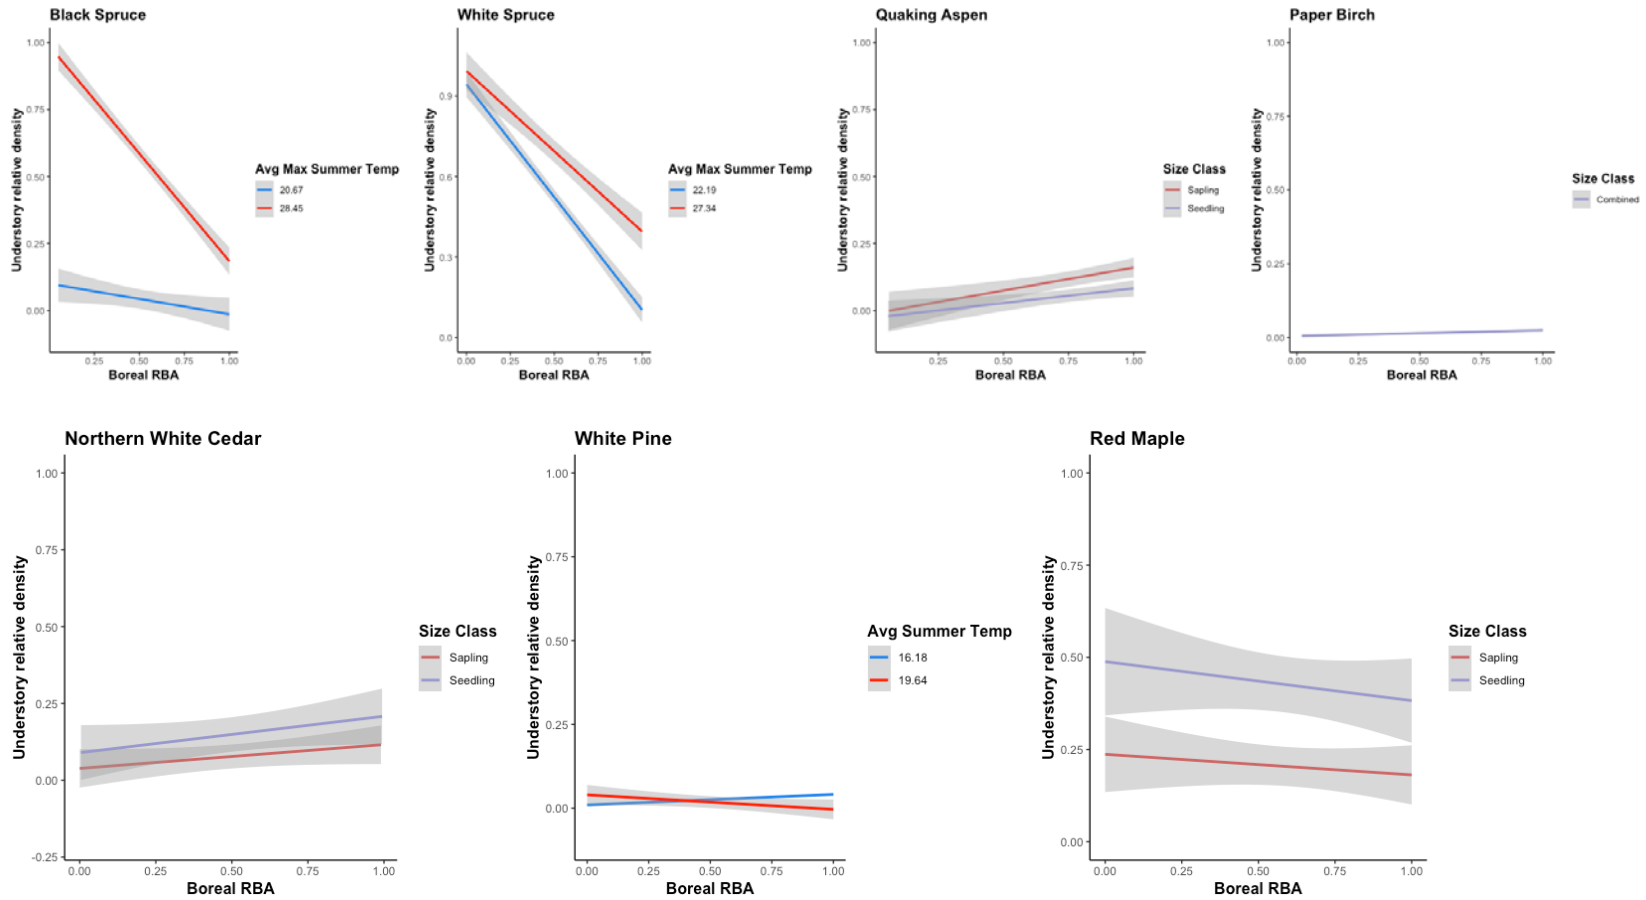 Black Spruce
1.00
0.75
0.50
0.25
0.00
Understory relative density
0.25 0.50 0.75 1.00
Boreal RBA
Avg Max Summer Temp
20.67
28.45
White Spruce
0.9
0.6
0.3
0.0
Understory relative density
0.00 0.25 0.50 0.75 1.00
Boreal RBA
Avg Max Summer Temp
22.19
27.34
Quaking Aspen
1.00
0.75
0.50
0.25
0.00
Understory relative density
0.25 0.50 0.75 1.00
Boreal RBA
Size Class
Sapling
Seedling
Paper Birch
1.00
0.75
0.50
0.25
0.00
Understory relative density
0.00 0.25 0.50 0.75 1.00
Boreal RBA
Size Class
Combined
Northern White Cedar
1.00
0.75
0.50
0.25
0.00
-0.25
Understory relative density
0.00 0.25 0.50 0.75 1.00
Boreal RBA
Size Class
Sapling
Seedling
White Pine
1.00
0.75
0.50
0.25
0.00
Understory relative density
0.00 0.25 0.50 0.75 1.00
Boreal RBA
Avg Summer Temp
16.18
19.64
Red Maple
1.00
0.75
0.50
0.25
0.00
Understory relative density
0.00 0.25 0.50 0.75 1.00
Boreal RBA
Size Class
Sapling
Seedling